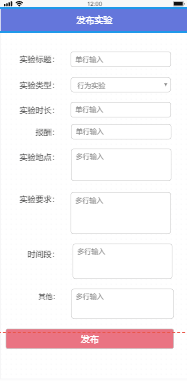 12:00
发布实验
实验标题: 单行输入
实验类型: 行为实验
实验时长: 单行输入
报酬: 单行输入
实验地点: 多行输入
实验要求: 多行输入
时间段: 多行输入
其他: 多行输入
发布